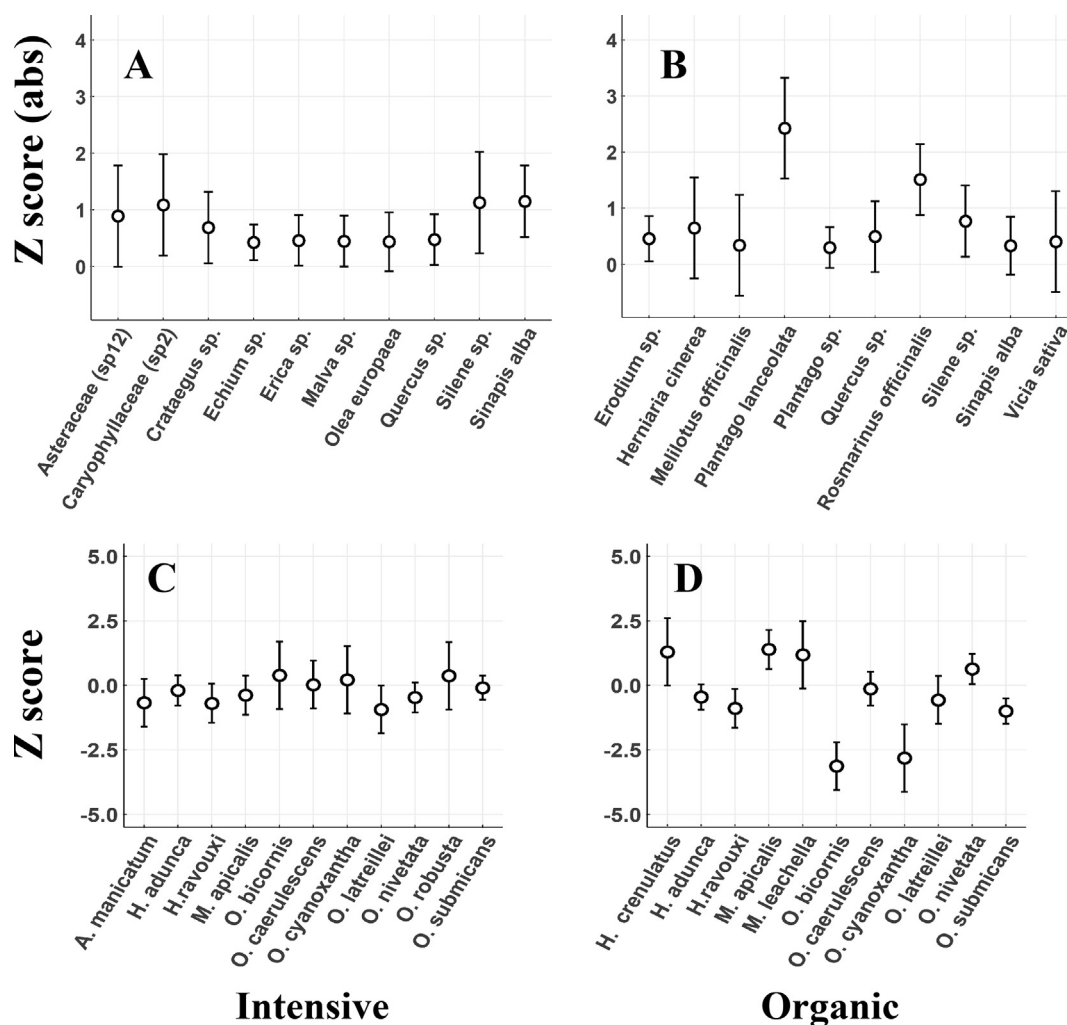 A
B
Z score (abs)
4
3
2
1
0
4
3
2
1
0
Asteraceae (sp12)
Caryophyllaceae (sp2)
Crataegus sp.
Echium sp.
Erica sp.
Malva sp.
Olea europaea
Quercus sp.
Silene sp.
Sinapis alba
Erodium sp.
Herniaria cinerea
Melilotus officinalis
Plantago lanceolata
Plantago sp.
Quercus sp.
Rosmarinus officinalis
Silene sp.
Sinapis alba
Vicia sativa
C
D
Z score
5.0
2.5
0.0
-2.5
-5.0
5.0
2.5
0.0
-2.5
-5.0
A. manicatum
H. adunca
H.ravouxi
M. apicalis
O. bicornis
O. caerulescens
O. cyanoxantha
O. latreillei
O. nivetata
O. robusta
O. submicans
H. crenulatus
H. adunca
H.ravouxi
M. apicalis
M. leachella
O. bicornis
O. caerulescens
O. cyanoxantha
O. latreillei
O. nivetata
O. submicans
Intensive
Organic